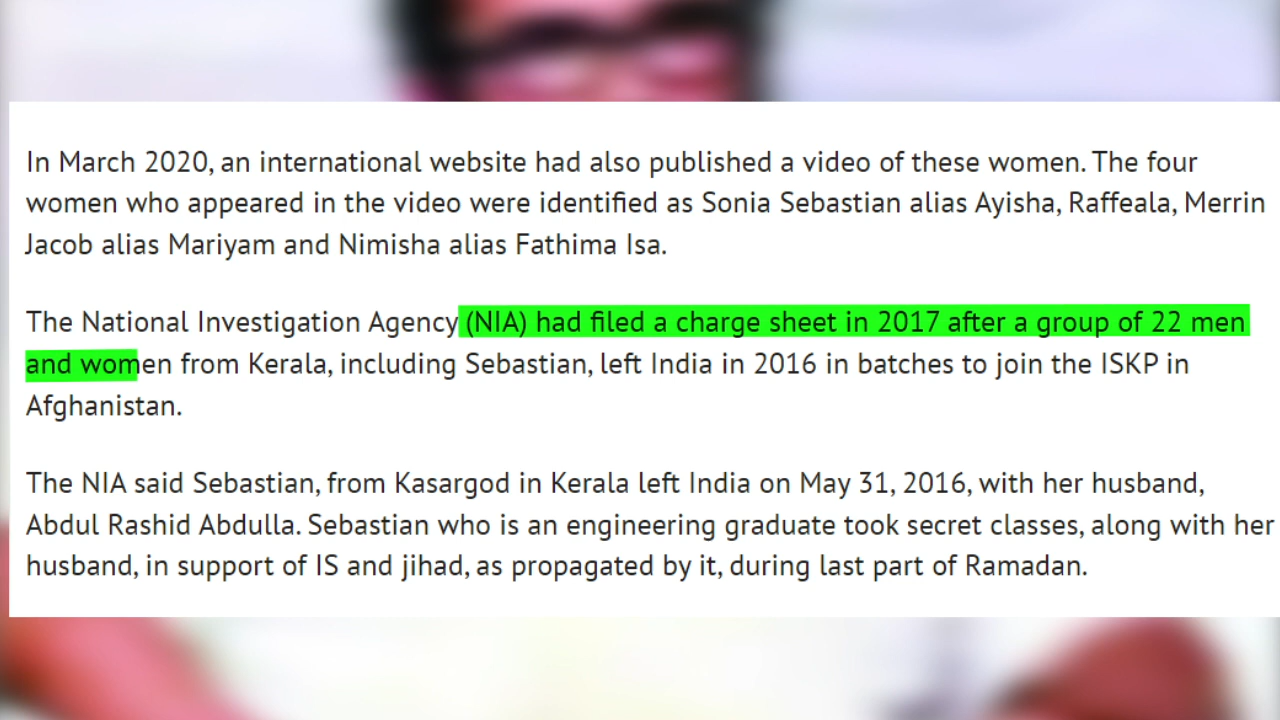 In March 2020, an international website had also published a video of these women. The four
women who appeared in the video were identified as Sonia Sebastian alias Ayisha, Raffeala, Merrin
Jacob alias Mariyam and Nimisha alias Fathima Isa.
The National Investigation Agency (NIA) had filed a charge sheet in 2017 after a group of 22 men
and women from Kerala, including Sebastian, left India in 2016 in batches to join the ISKP in
Afghanistan.
The NIA said Sebastian, from Kasargod in Kerala left India on May 31, 2016, with her husband,
Abdul Rashid Abdulla. Sebastian who is an engineering graduate took secret classes, along with her
husband, in support of IS and jihad, as propagated by it, during last part of Ramadan.